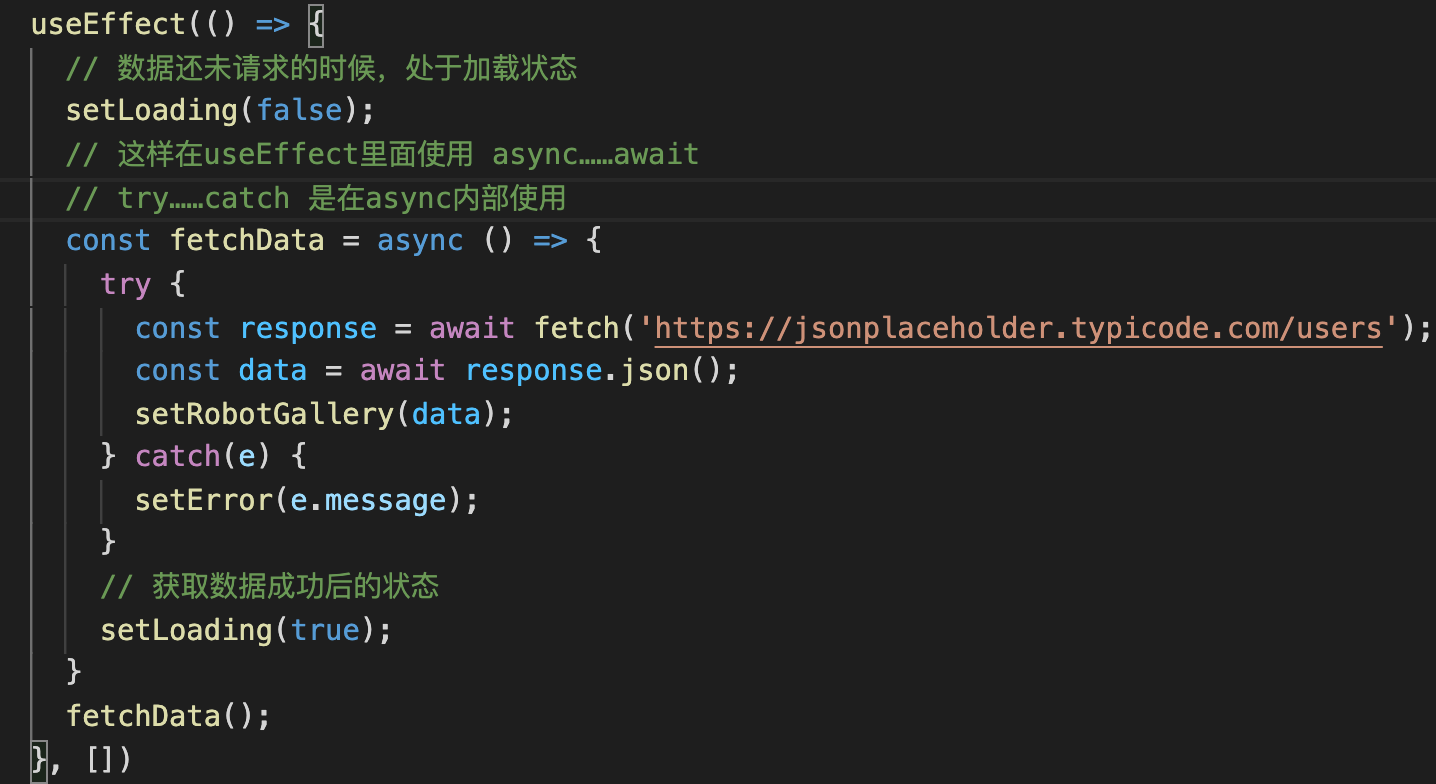 useEffect(() => {
  // 数据还未请求的时候，处于加载状态
  setLoading(false);
  // 这样在useEffect里面使用 async……await
  // try……catch 是在async内部使用
  const fetchData = async () => {
    try {
      const response = await fetch('https://jsonplaceholder.typicode.com/users');
      const data = await response.json();
      setRobotGallery(data);
    } catch(e) {
      setError(e.message);
    }
    // 获取数据成功后的状态
    setLoading(true);
  }
  fetchData();
}, [])